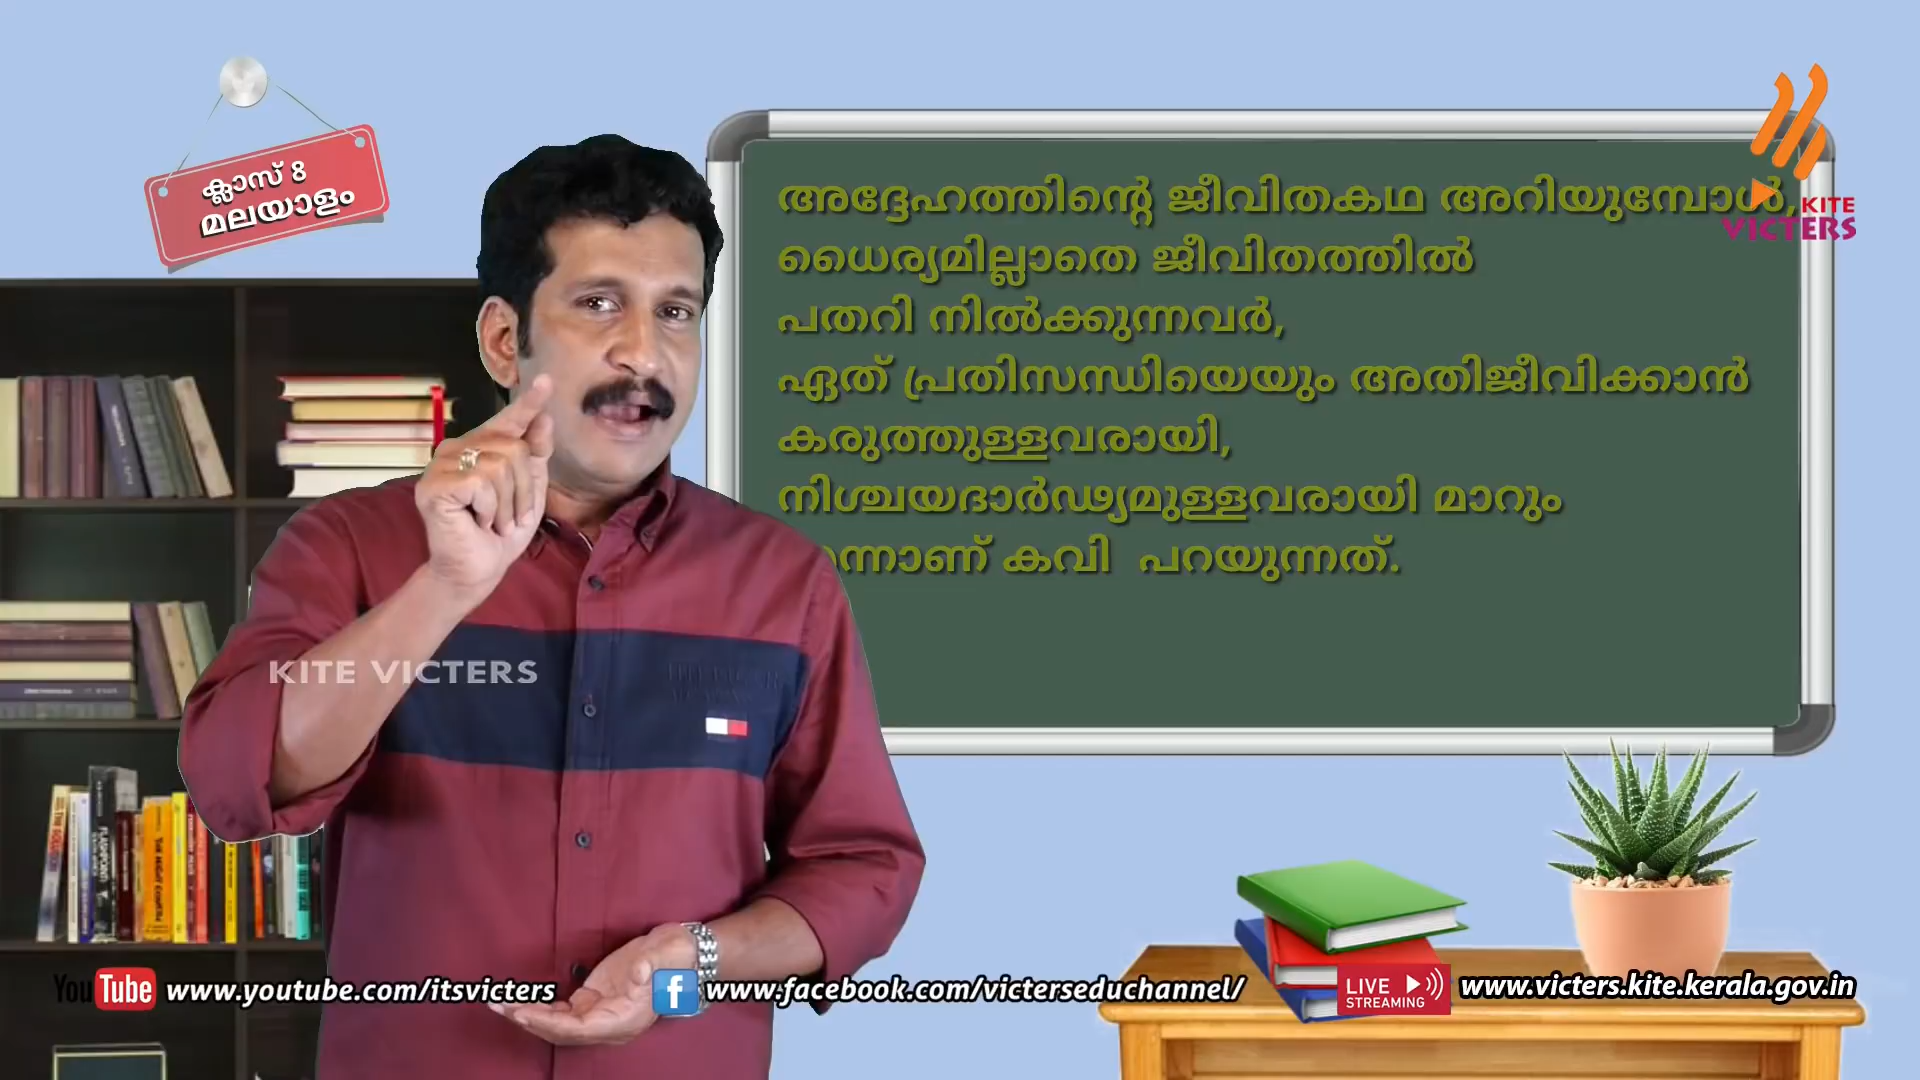 ക്ലാസ് 8
മലയാളം
അദ്ദേഹത്തിന്റെ ജീവിതകഥ അറിയുമ്പോൾ,
ധൈര്യമില്ലാതെ ജീവിതത്തിൽ
പതറി നിൽക്കുന്നവർ,
ഏത് പ്രതിസന്ധിയെയും അതിജീവിക്കാൻ
കരുത്തുള്ളവരായി,
നിശ്ചയദാർഢ്യമുള്ളവരായി മാറും
കവി പറയുന്നത്.
KITE
VICTERS
KITE VICTERS
YouTube www.youtube.com/itsvicters
f www.facebook.com/victerseduchannel/
LIVE
STREAMING
www.victers.kite.kerala.gov.in